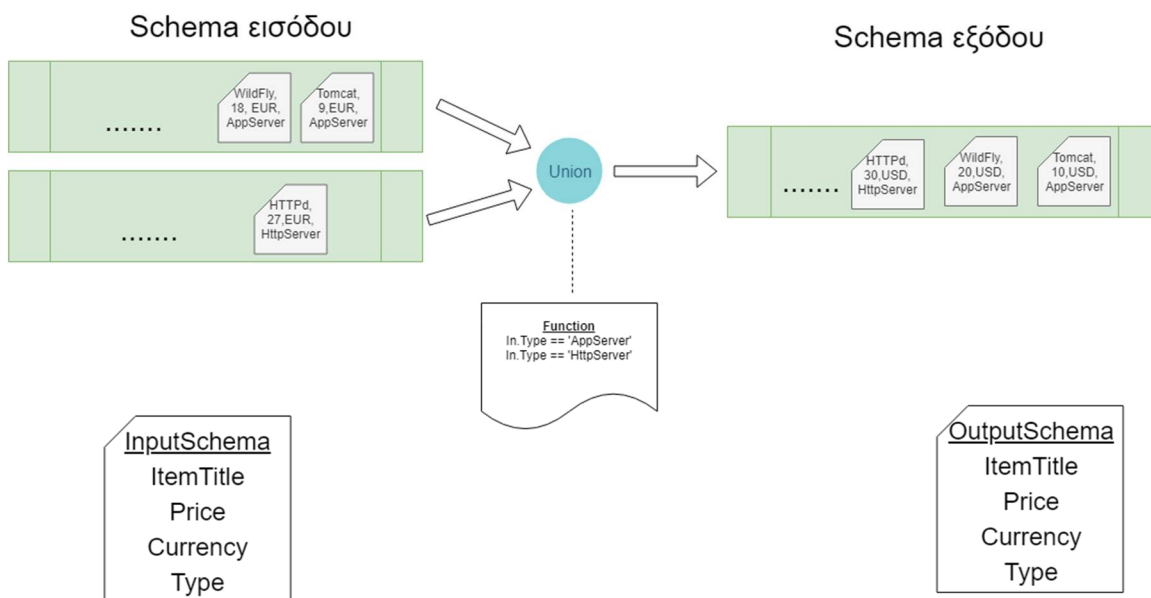 Schema εισόδου
Schema εξόδου
.......
WildFly,
18, EUR,
AppServer
Tomcat,
9,EUR,
AppServer
.......
HTTPd,
27,EUR,
HttpServer
Union
.......
HTTPd,
30,USD,
HttpServer
WildFly,
20,USD,
AppServer
Tomcat,
10,USD,
AppServer
Function
In.Type == 'AppServer'
In.Type == 'HttpServer'
InputSchema
ItemTitle
Price
Currency
Type
OutputSchema
ItemTitle
Price
Currency
Type